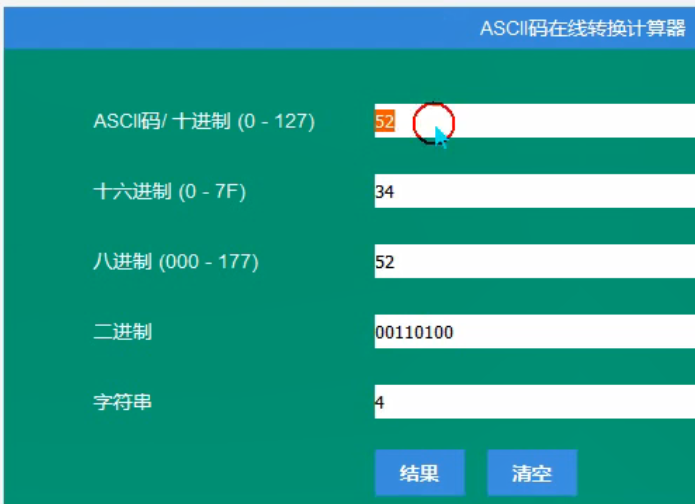 ASCII码在线转换计算器
ASCII码/ 十进制 (0 - 127)
52
十六进制 (0 - 7F)
34
八进制 (000 - 177)
52
二进制
00110100
字符串
4
结果
清空